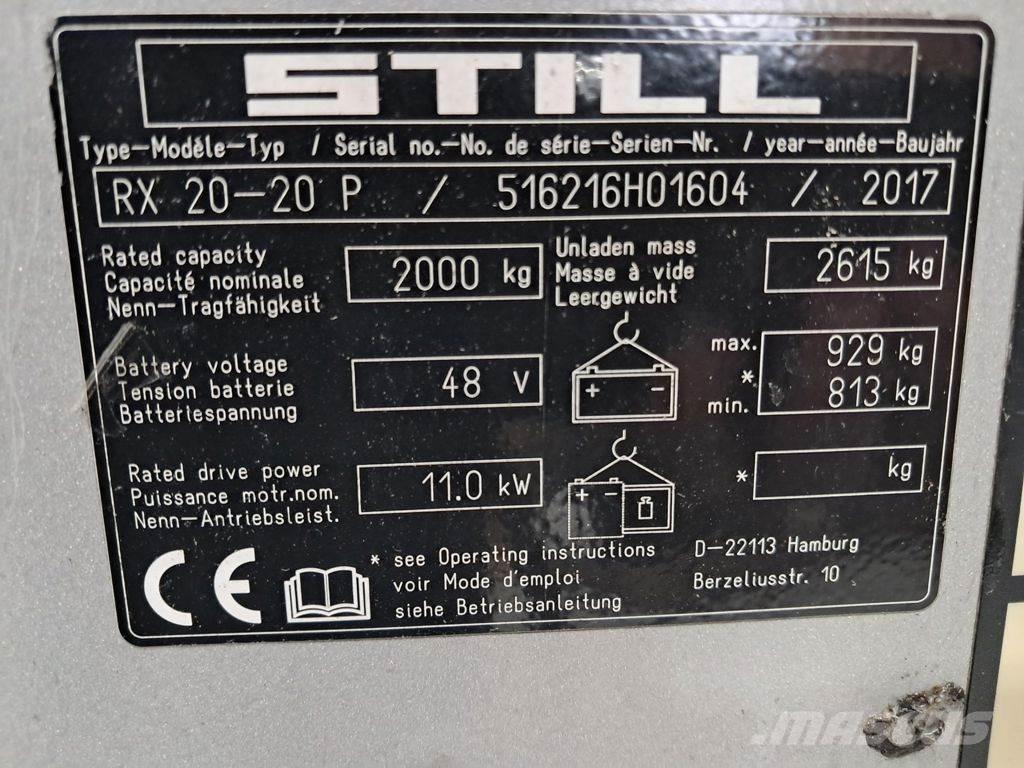 STILL
Type-Modèle-Typ / Serial no.-No. de série-Serien-Nr. / year-année-Baujahr
RX 20-20 P / 516216H01604 / 2017
Rated capacity
Capacité nominale
Nenn-Tragfähigkeit
2000 kg
Unladen mass
Masse à vide
Leergewicht
2615 kg
Battery voltage
Tension batterie
Batteriespannung
48 V
+ -
max. 929 kg
*
min. 813 kg
Rated drive power
Puissance motr.nom.
Nenn-Antriebsleist.
11.0 kW
+ -
* kg
CE
* see Operating instructions
voir Mode d'emploi
siehe Betriebsanleitung
D-22113 Hamburg
Berzeliusstr. 10
MASCUS